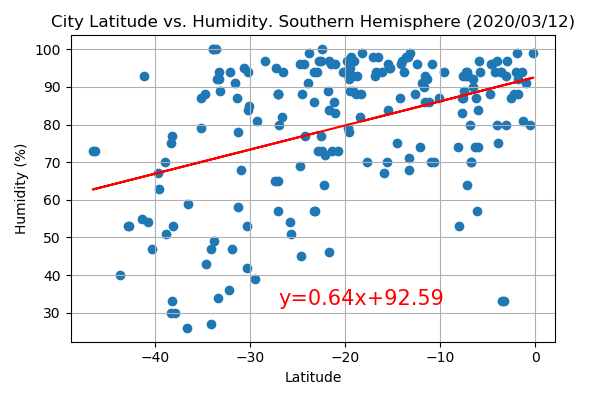 City Latitude vs. Humidity. Southern Hemisphere (2020/03/12)
100
90
80
70
60
50
40
30
Humidity (%)
y=0.64x+92.59
−40 −30 −20 −10 0
Latitude